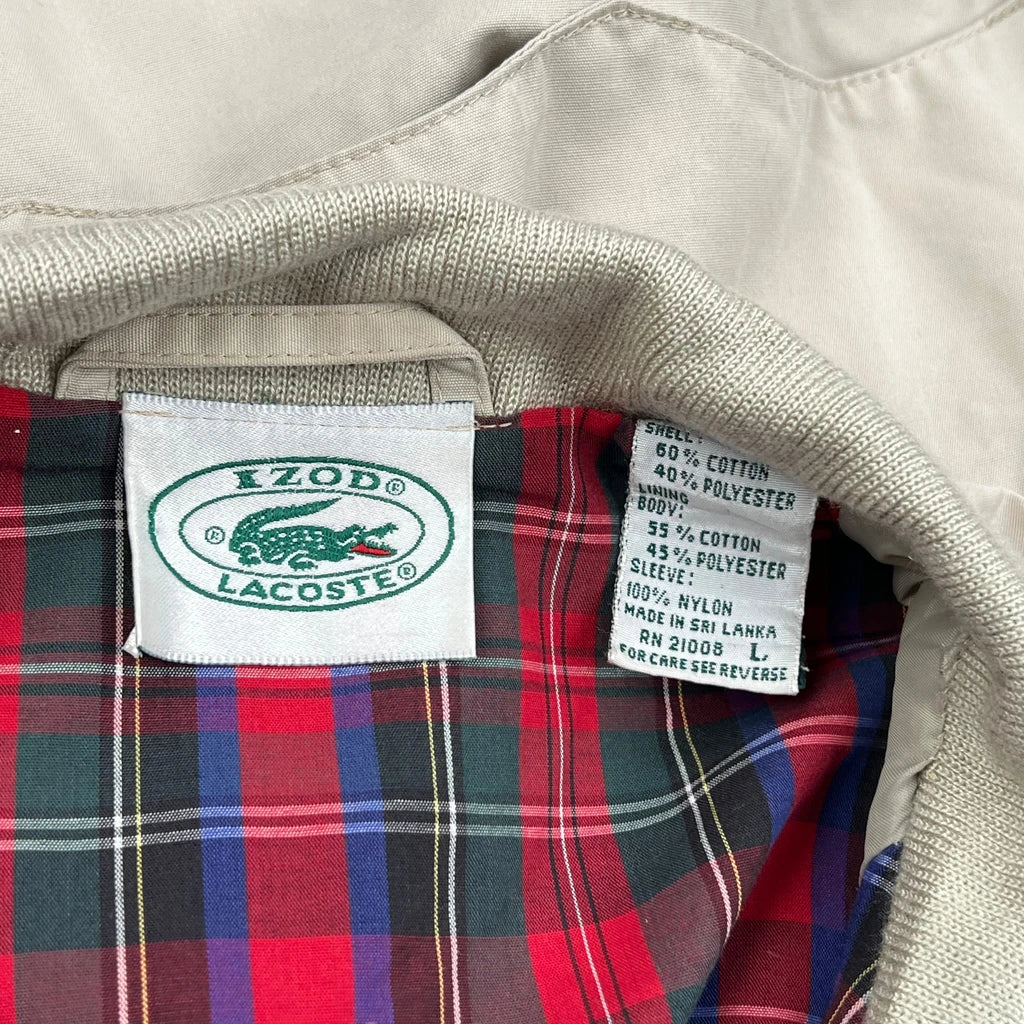 IZOD®
®
LACOSTE®
SHELL:
60% COTTON
40% POLYESTER
LINING
BODY:
55% COTTON
45% POLYESTER
SLEEVE:
100% NYLON
MADE IN SRI LANKA
RN 21008 L
FOR CARE SEE REVERSE